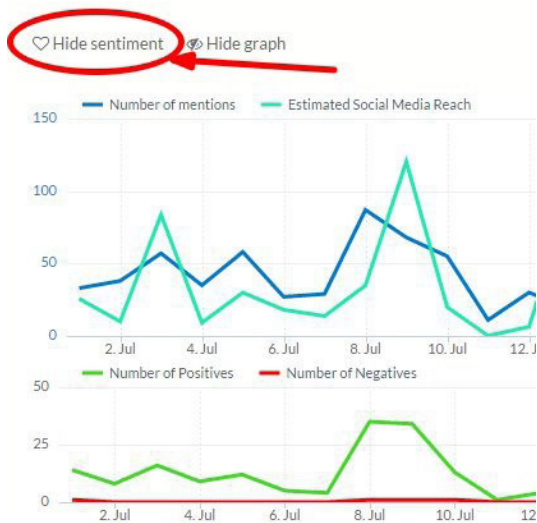 Hide sentiment Hide graph
Number of mentions Estimated Social Media Reach
150
100
50
0
2. Jul 4. Jul 6. Jul 8. Jul 10. Jul 12. J
Number of Positives Number of Negatives
50
25
0
2. Jul 4. Jul 6. Jul 8. Jul 10. Jul 12